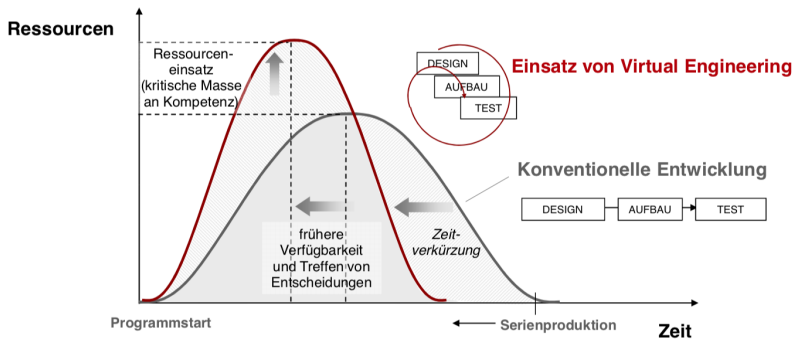 Ressourcen
Ressourcen-
einsatz
(kritische Masse
an Kompetenz)
DESIGN
AUFBAU
TEST
Einsatz von Virtual Engineering
Konventionelle Entwicklung
DESIGN
AUFBAU
TEST
frühere
Verfügbarkeit
und Treffen von
Entscheidungen
Zeit-
verkürzung
Programmstart
Serienproduktion
Zeit